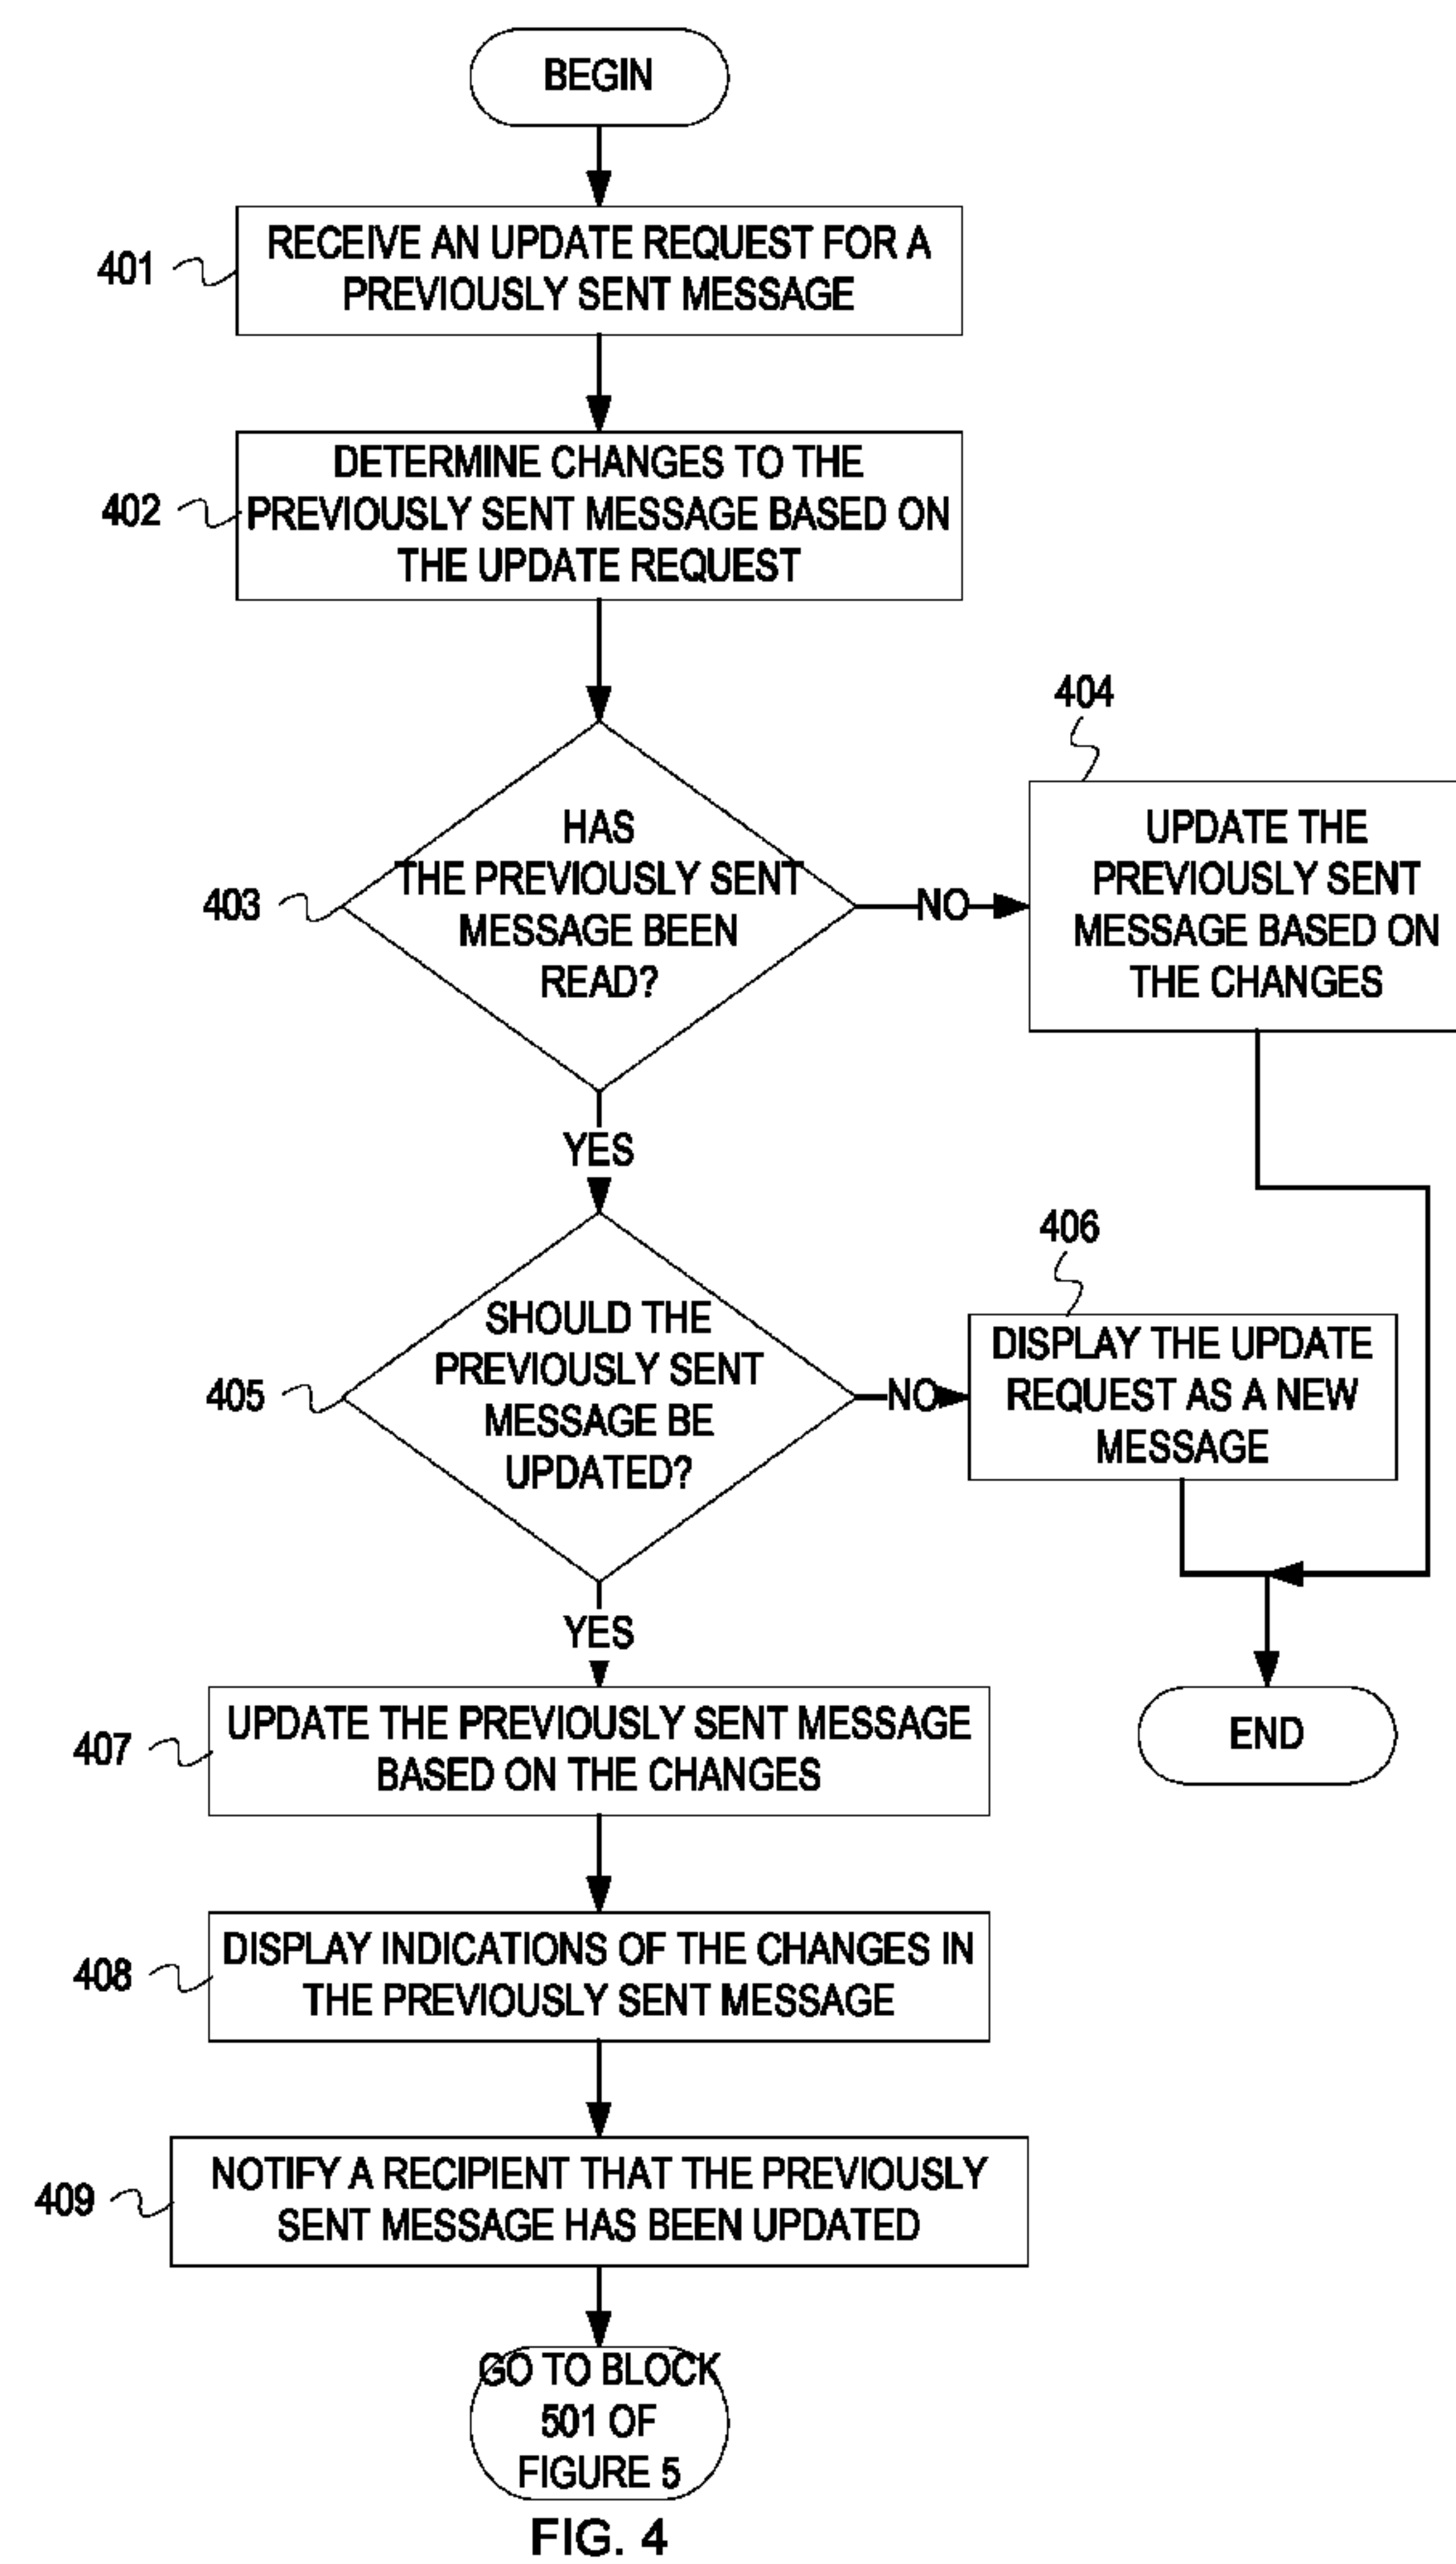 BEGIN
401
RECEIVE AN UPDATE REQUEST FOR A
PREVIOUSLY SENT MESSAGE
402
DETERMINE CHANGES TO THE
PREVIOUSLY SENT MESSAGE BASED ON
THE UPDATE REQUEST
403
HAS
THE PREVIOUSLY SENT
MESSAGE BEEN
READ?
NO
404
UPDATE THE
PREVIOUSLY SENT
MESSAGE BASED ON
THE CHANGES
YES
405
SHOULD THE
PREVIOUSLY SENT
MESSAGE BE
UPDATED?
NO
406
DISPLAY THE UPDATE
REQUEST AS A NEW
MESSAGE
YES
END
407
UPDATE THE PREVIOUSLY SENT MESSAGE
BASED ON THE CHANGES
408
DISPLAY INDICATIONS OF THE CHANGES IN
THE PREVIOUSLY SENT MESSAGE
409
NOTIFY A RECIPIENT THAT THE PREVIOUSLY
SENT MESSAGE HAS BEEN UPDATED
GO TO BLOCK
501 OF
FIGURE 5
FIG. 4